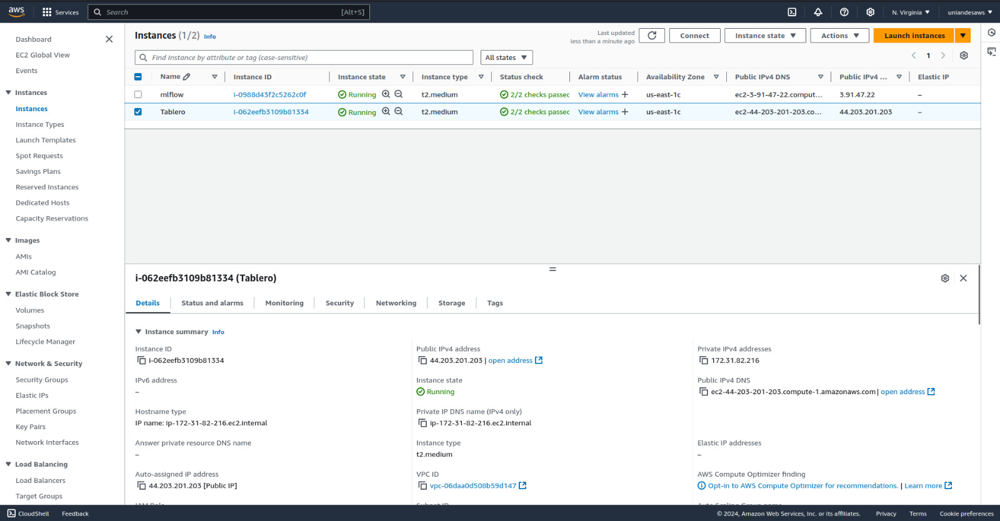 aws
Services
Search
[Alt+S]
N. Virginia
uniandesaws
Dashboard
EC2 Global View
Events
Instances
Instances
Instance Types
Launch Templates
Spot Requests
Savings Plans
Reserved Instances
Dedicated Hosts
Capacity Reservations
Images
AMIs
AMI Catalog
Elastic Block Store
Volumes
Snapshots
Lifecycle Manager
Network & Security
Security Groups
Elastic IPs
Placement Groups
Key Pairs
Network Interfaces
Load Balancing
Load Balancers
Target Groups
Instances (1/2) Info
Last updated
less than a minute ago
Connect
Instance state
Actions
Launch instances
Find Instance by attribute or tag (case-sensitive)
All states
1
Name Instance ID Instance state Instance type Status check Alarm status Availability Zone Public IPv4 DNS Public IPv4 ... Elastic IP
mlflow i-0988d43f2c5262c0f Running t2.medium 2/2 checks passec View alarms + us-east-1c ec2-3-91-47-22.comput... 3.91.47.22 –
Tablero i-062eefb3109b81334 Running t2.medium 2/2 checks passec View alarms + us-east-1c ec2-44-203-201-203.co... 44.203.201.203 –
i-062eefb3109b81334 (Tablero)
Details Status and alarms Monitoring Security Networking Storage Tags
Instance summary Info
Instance ID
i-062eefb3109b81334
Public IPv4 address
44.203.201.203 | open address
Private IPv4 addresses
172.31.82.216
IPv6 address
–
Instance state
Running
Public IPv4 DNS
ec2-44-203-201-203.compute-1.amazonaws.com | open address
Hostname type
IP name: ip-172-31-82-216.ec2.internal
Private IP DNS name (IPv4 only)
ip-172-31-82-216.ec2.internal
Answer private resource DNS name
–
Instance type
t2.medium
Elastic IP addresses
–
Auto-assigned IP address
44.203.201.203 [Public IP]
VPC ID
vpc-06daa0d508b59d147
AWS Compute Optimizer finding
Opt-in to AWS Compute Optimizer for recommendations. | Learn more
IAM Role
Subnet ID
Auto Scaling Group name
CloudShell
Feedback
© 2024, Amazon Web Services, Inc. or its affiliates.
Privacy
Terms
Cookie preferences